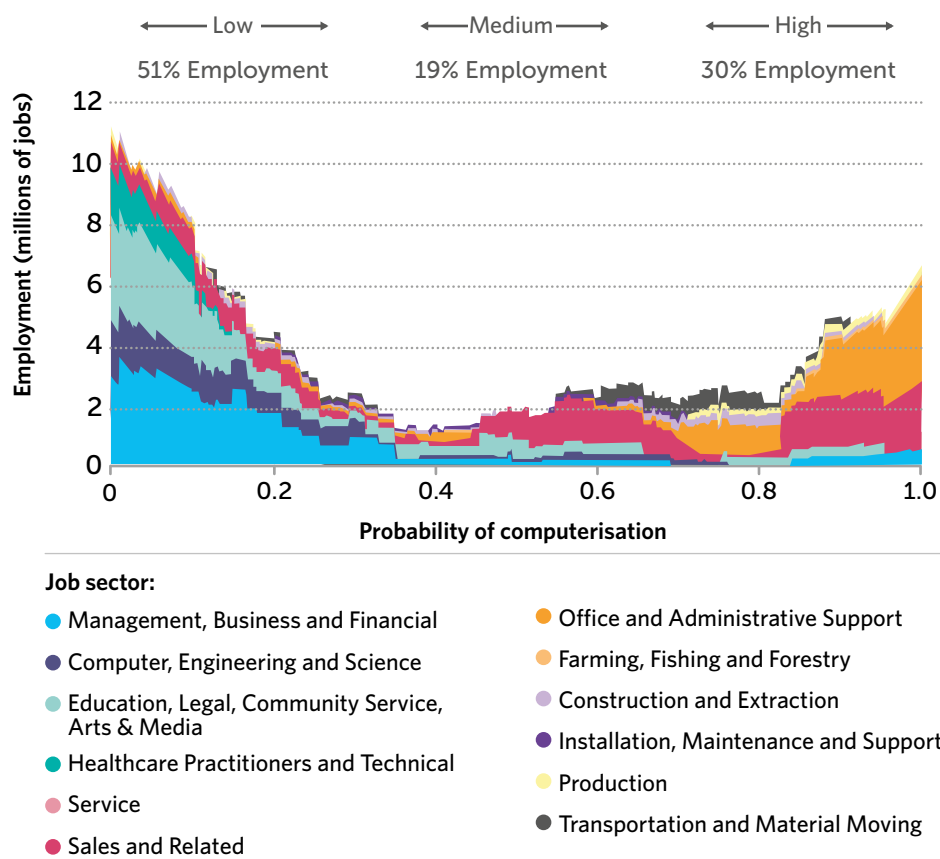 Low
Medium
High
51% Employment
19% Employment
30% Employment
Employment (millions of jobs)
12
10
8
6
4
2
0
0
0.2
0.4
0.6
0.8
1.0
Probability of computerisation
Job sector:
Management, Business and Financial
Computer, Engineering and Science
Education, Legal, Community Service,
Arts & Media
Healthcare Practitioners and Technical
Service
Sales and Related
Office and Administrative Support
Farming, Fishing and Forestry
Construction and Extraction
Installation, Maintenance and Support
Production
Transportation and Material Moving